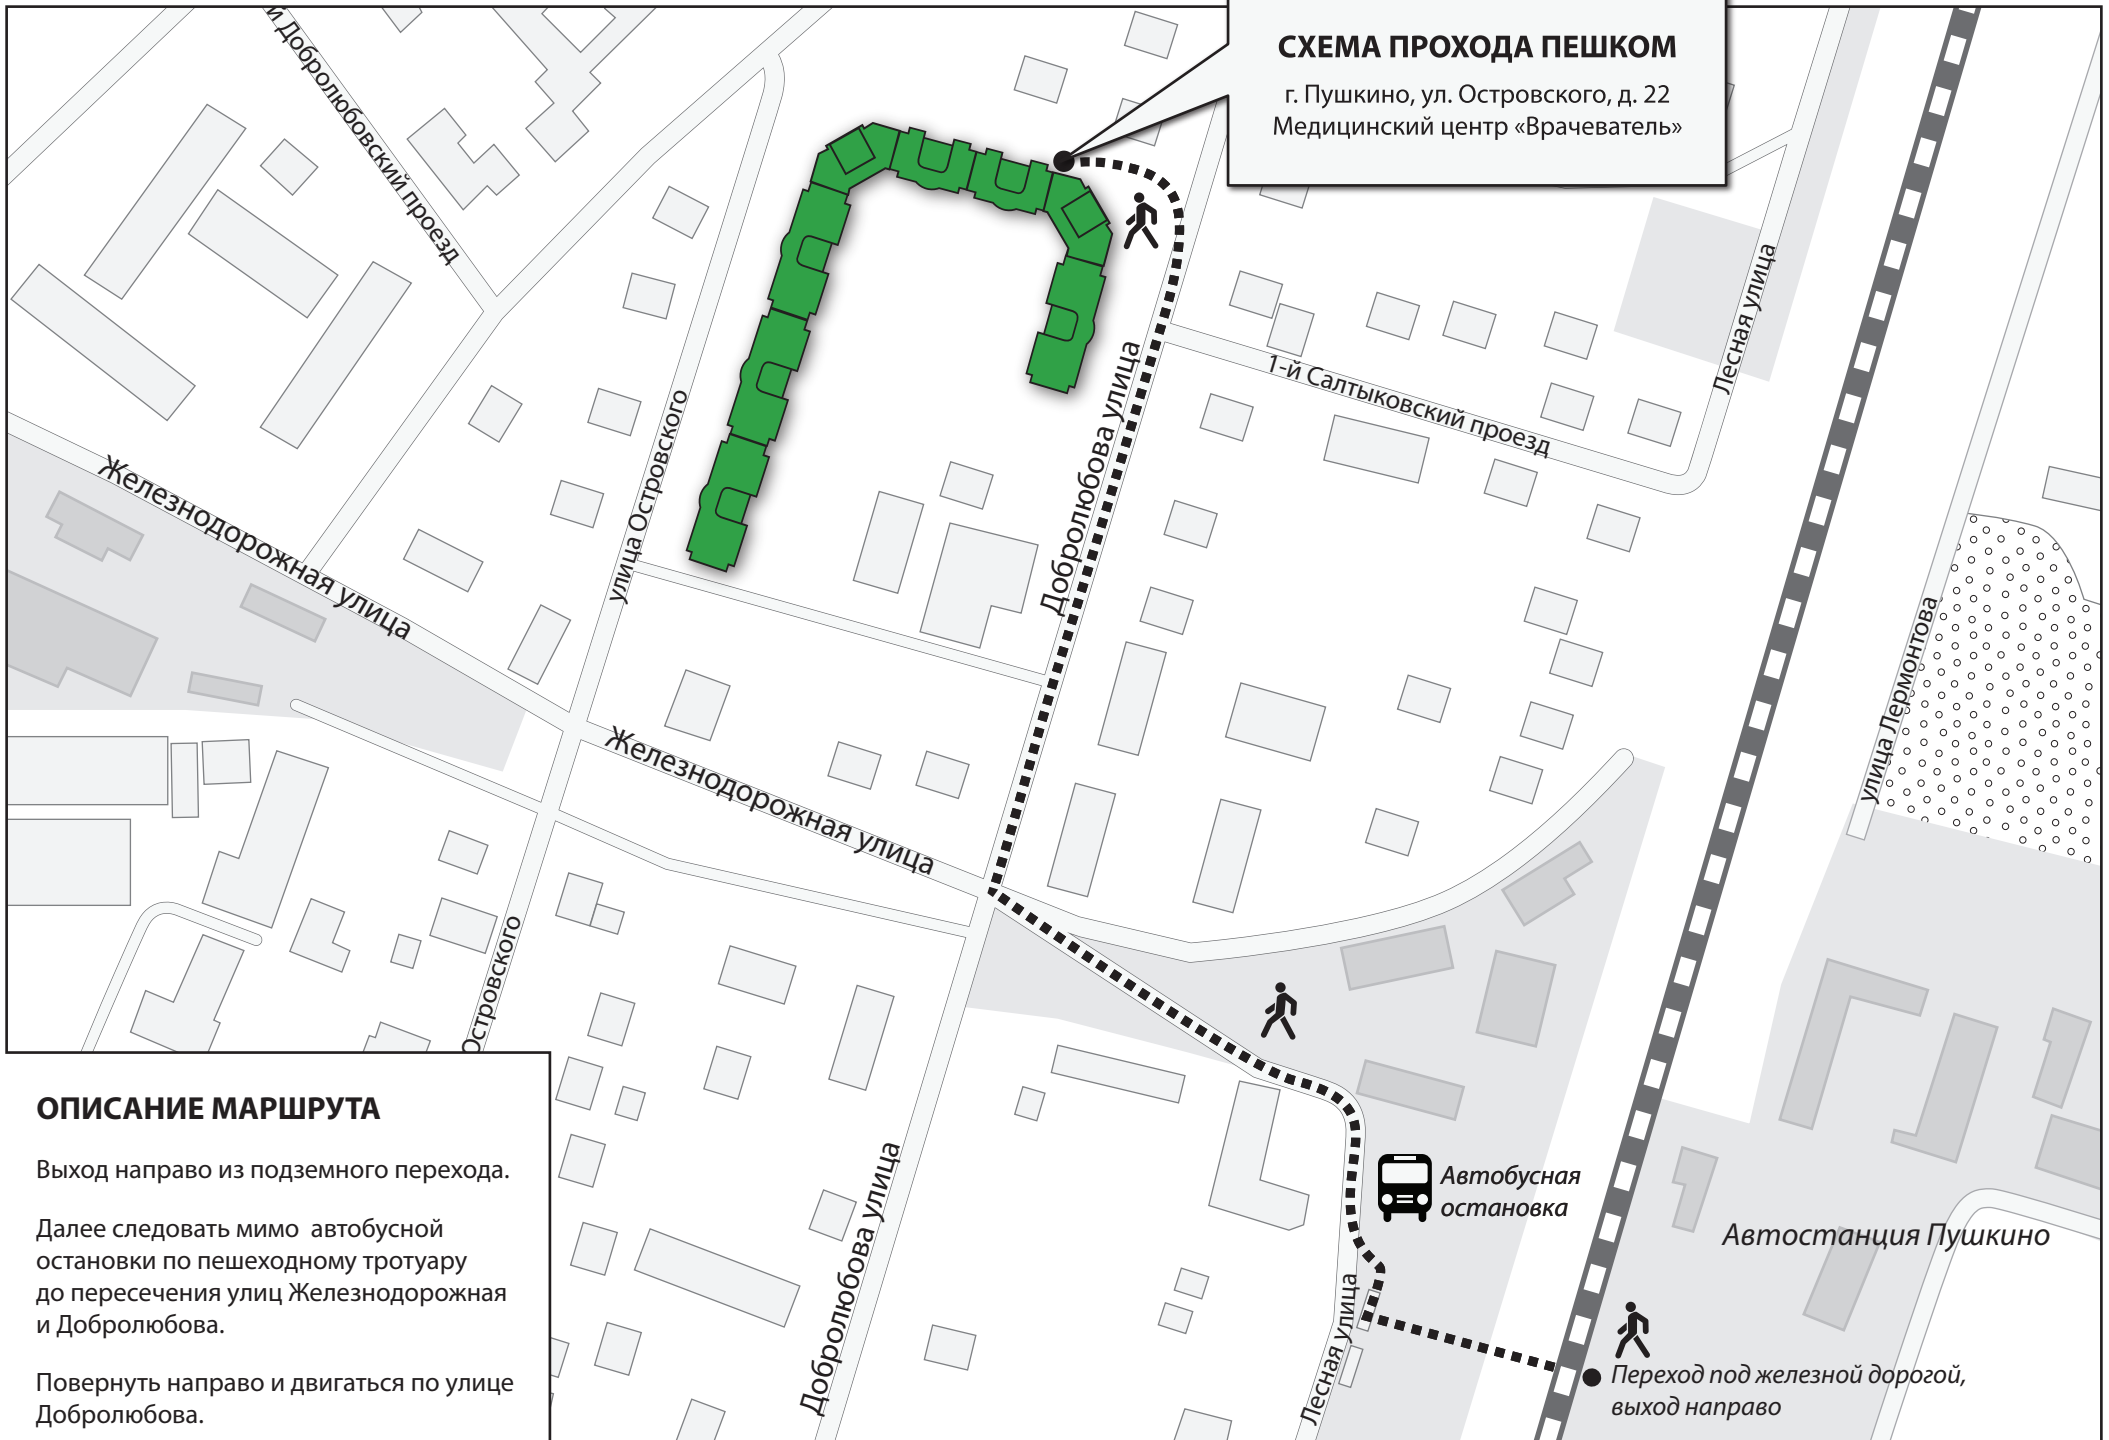 СХЕМА ПРОХОДА ПЕШКОМ
г. Пушкино, ул. Островского, д. 22
Медицинский центр «Врачеватель»
й Добролюбовский проезд
улица Островского
Добролюбова улица
1-й Салтыковский проезд
Лесная улица
Железнодорожная улица
улица Лермонтова
Железнодорожная улица
Островского
Добролюбова улица
Автобусная
остановка
Автостанция Пушкино
Лесная улица
Переход под железной дорогой,
выход направо
ОПИСАНИЕ МАРШРУТА
Выход направо из подземного перехода.
Далее следовать мимо автобусной
остановки по пешеходному тротуару
до пересечения улиц Железнодорожная
и Добролюбова.
Повернуть направо и двигаться по улице
Добролюбова.